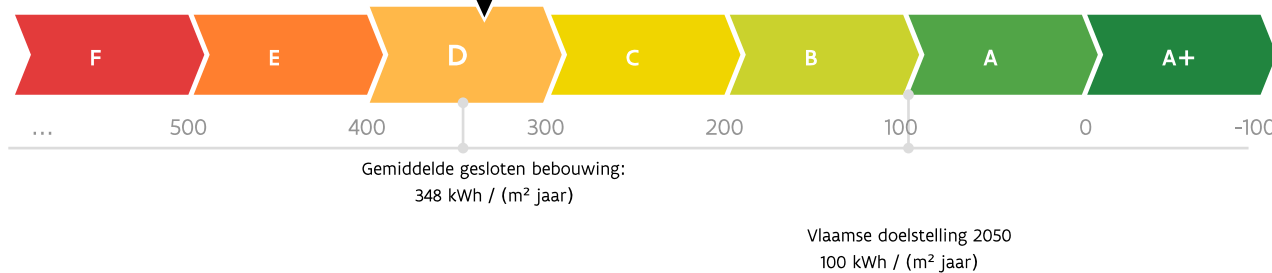 F E D C B A A+
... 500 400 300 200 100 0 -100
Gemiddelde gesloten bebouwing:
348 kWh / (m² jaar)
Vlaamse doelstelling 2050
100 kWh / (m² jaar)